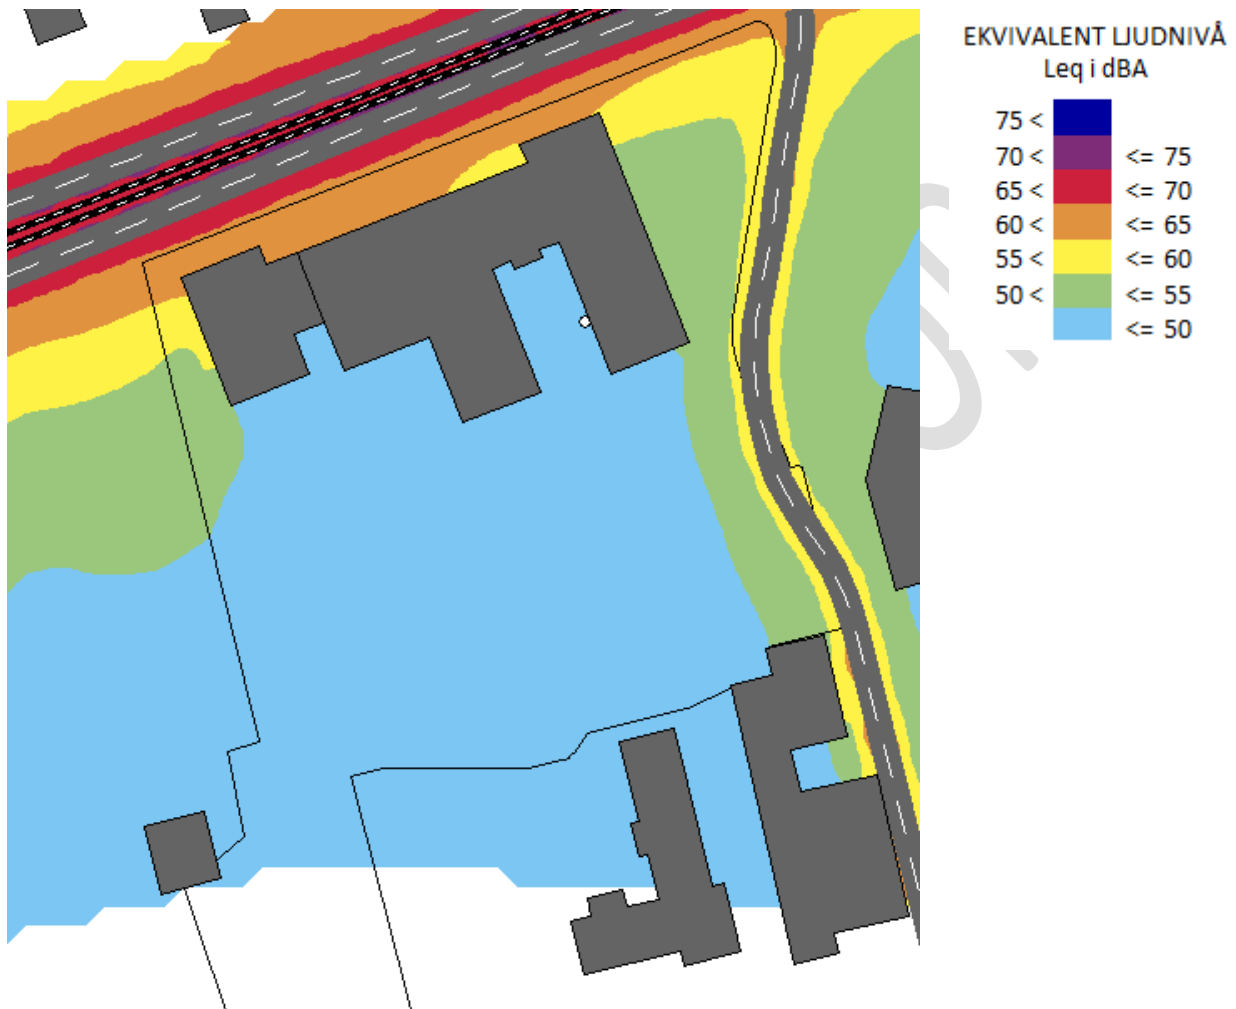 EKVIVALENT LJUDNIVÅ
Leq i dBA
75 <
70 < <= 75
65 < <= 70
60 < <= 65
55 < <= 60
50 < <= 55
<= 50